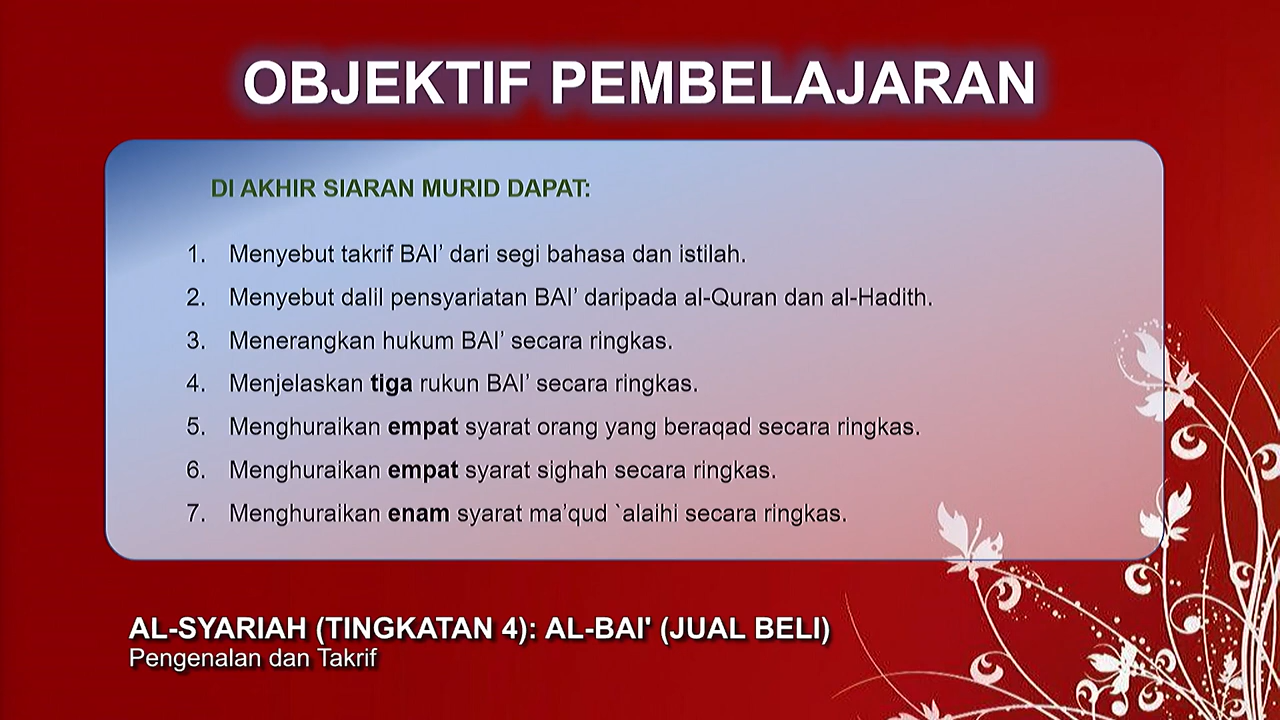 OBJEKTIF PEMBELAJARAN
DI AKHIR SIARAN MURID DAPAT:
1. Menyebut takrif BAI’ dari segi bahasa dan istilah.
2. Menyebut dalil pensyariatan BAI’ daripada al-Quran dan al-Hadith.
3. Menerangkan hukum BAI’ secara ringkas.
4. Menjelaskan tiga rukun BAI’ secara ringkas.
5. Menghuraikan empat syarat orang yang beraqad secara ringkas.
6. Menghuraikan empat syarat sighah secara ringkas.
7. Menghuraikan enam syarat ma’qud `alaihi secara ringkas.
AL-SYARIAH (TINGKATAN 4): AL-BAI' (JUAL BELI)
Pengenalan dan Takrif